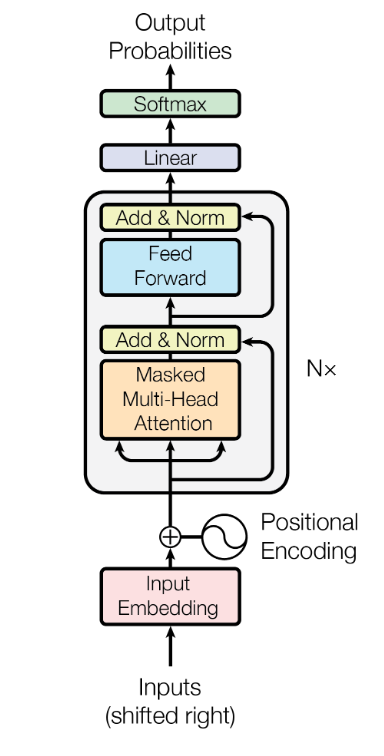 Output
Probabilities
Softmax
Linear
Add & Norm
Feed
Forward
Add & Norm
Masked
Multi-Head
Attention
N×
Positional
Encoding
Input
Embedding
Inputs
(shifted right)